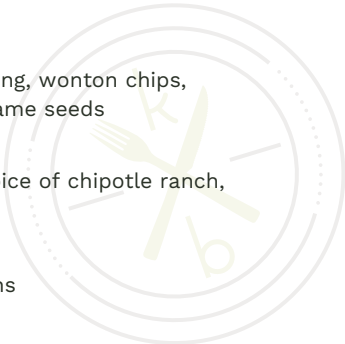 ng, wonton chips,
ame seeds
ice of chipotle ranch,
ns
k
b